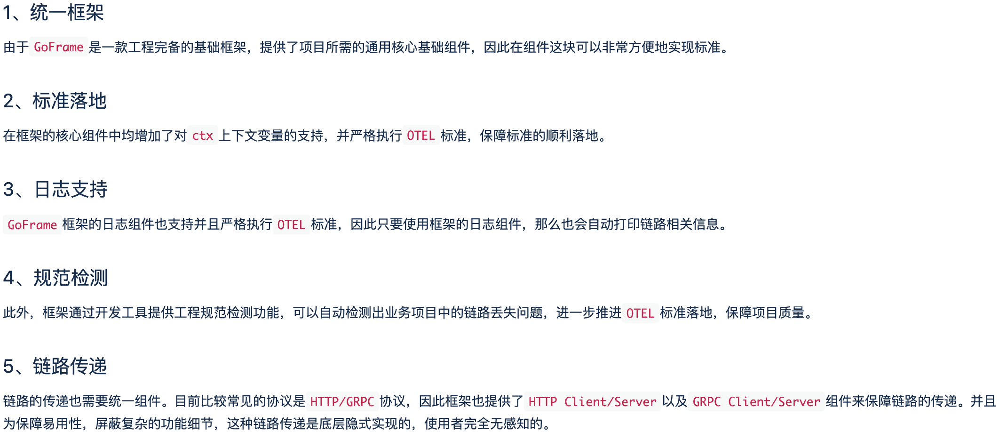 1、统一框架
由于 GoFrame 是一款工程完备的基础框架，提供了项目所需的通用核心基础组件，因此在组件这块可以非常方便地实现标准。
2、标准落地
在框架的核心组件中均增加了对 ctx 上下文变量的支持，并严格执行 OTEL 标准，保障标准的顺利落地。
3、日志支持
GoFrame 框架的日志组件也支持并且严格执行 OTEL 标准，因此只要使用框架的日志组件，那么也会自动打印链路相关信息。
4、规范检测
此外，框架通过开发工具提供工程规范检测功能，可以自动检测出业务项目中的链路丢失问题，进一步推进 OTEL 标准落地，保障项目质量。
5、链路传递
链路的传递也需要统一组件。目前比较常见的协议是 HTTP/GRPC 协议，因此框架也提供了 HTTP Client/Server 以及 GRPC Client/Server 组件来保障链路的传递。并且
为保障易用性，屏蔽复杂的功能细节，这种链路传递是底层隐式实现的，使用者完全无感知的。